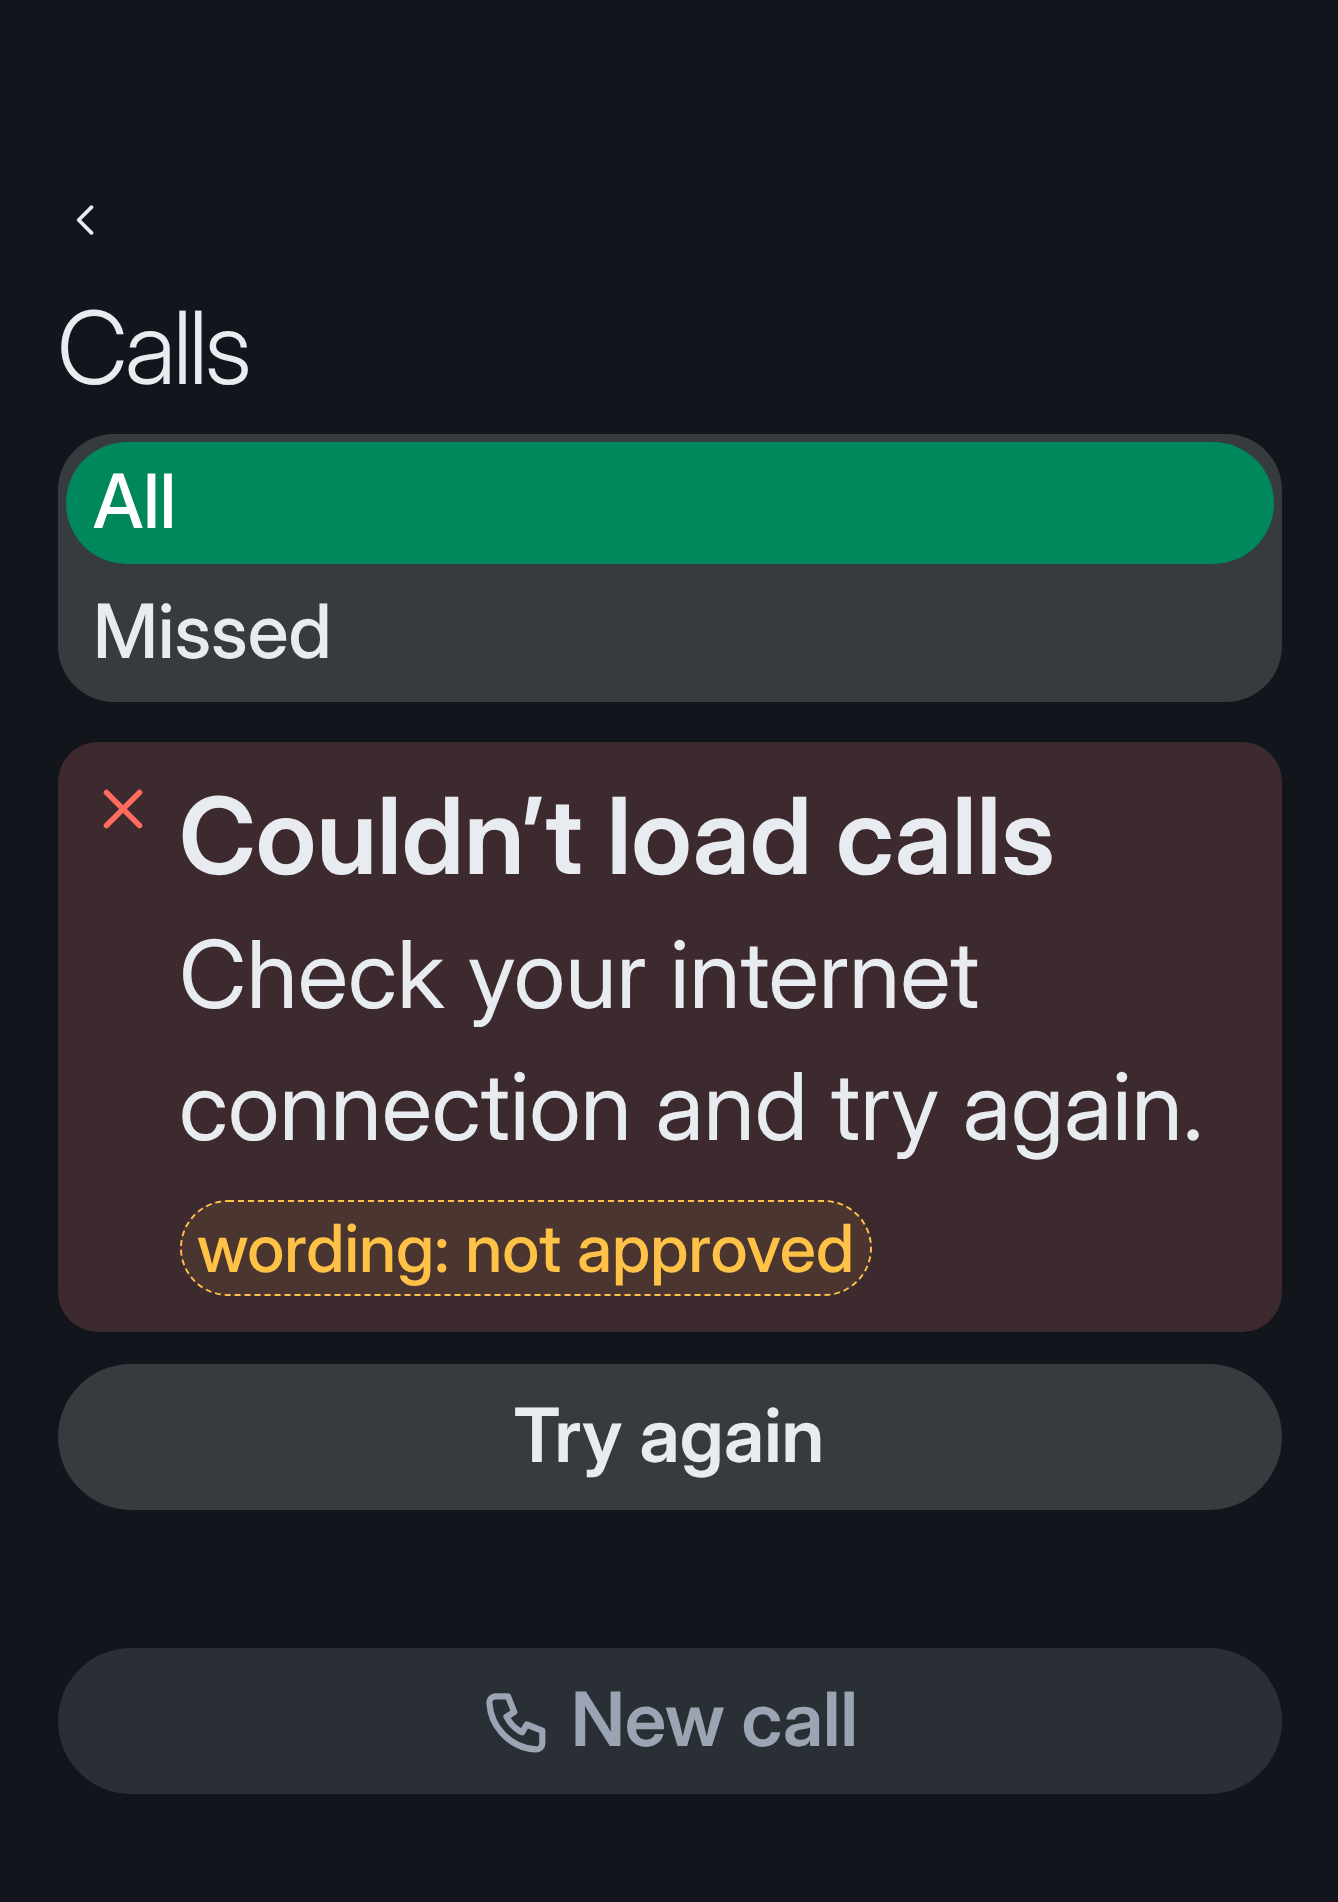 Calls
All
Missed
Couldn’t load calls
Check your internet
connection and try again.
wording: not approved
Try again
New call